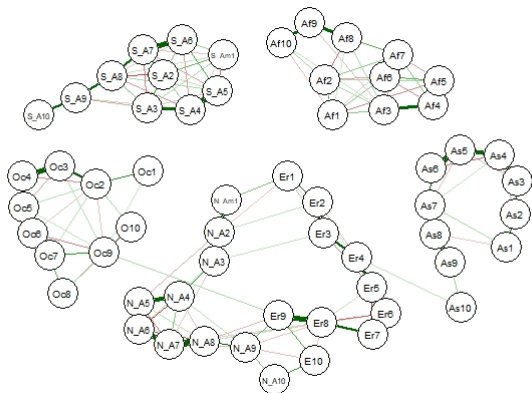 S_A7
S_A6
S_Am1
S_A8
S_A2
S_A5
S_A9
S_A3
S_A4
S_A10
Af9
Af8
Af10
Af7
Af2
Af6
Af5
Af1
Af3
Af4
Oc3
Oc4
Oc2
Oc1
Oc5
Oc6
O10
Oc7
Oc9
Oc8
Er1
N_Am1
Er2
N_A2
Er3
N_A3
Er4
Er5
N_A5
N_A4
Er9
Er8
Er6
N_A6
Er7
N_A7
N_A8
N_A9
E10
N_A10
As5
As4
As6
As3
As7
As2
As8
As1
As9
As10